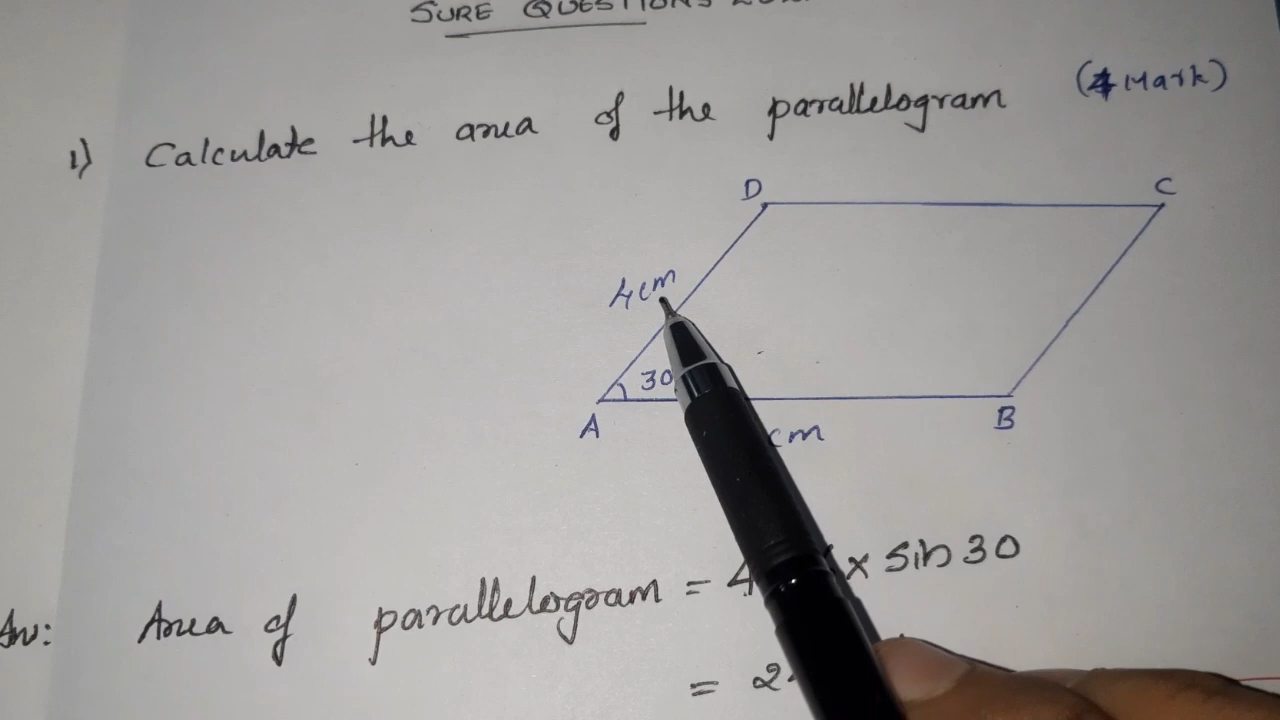 SURE QUESTIONS
1) Calculate the area of the parallelogram (4 Mark)
D C
4cm
30
A B
cm
Ans: Area of parallelogram = 4 x Sin 30
= 2